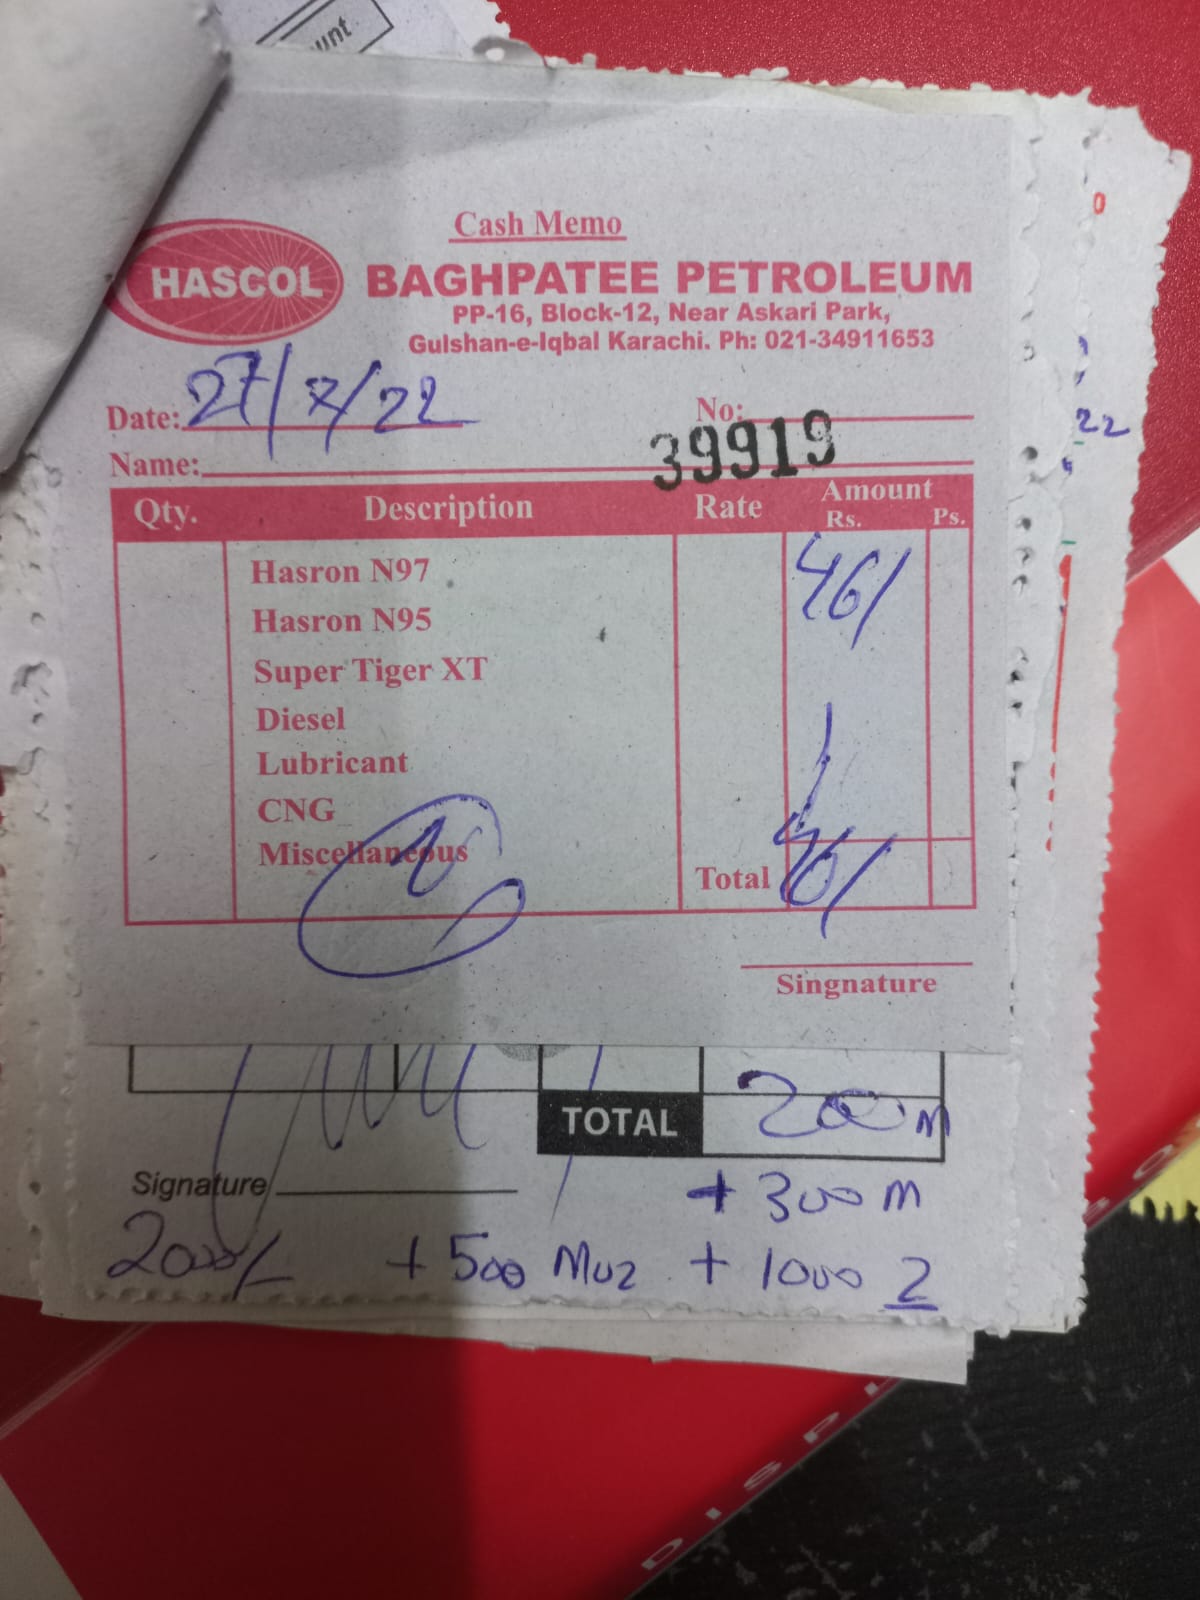 unt
Cash Memo
HASCOL
BAGHPATEE PETROLEUM
PP-16, Block-12, Near Askari Park,
Gulshan-e-Iqbal Karachi. Ph: 021-34911653
Date: 27/7/22 No:
39919
Name:
Qty. Description Rate Amount
Rs. Ps.
Hasron N97 461
Hasron N95
Super Tiger XT
Diesel
Lubricant
CNG
Miscellaneous
Total 461
Singnature
TOTAL 200 M
Signature + 300 M
2000/- + 500 Muz + 1000 2
22
0
D I S P L